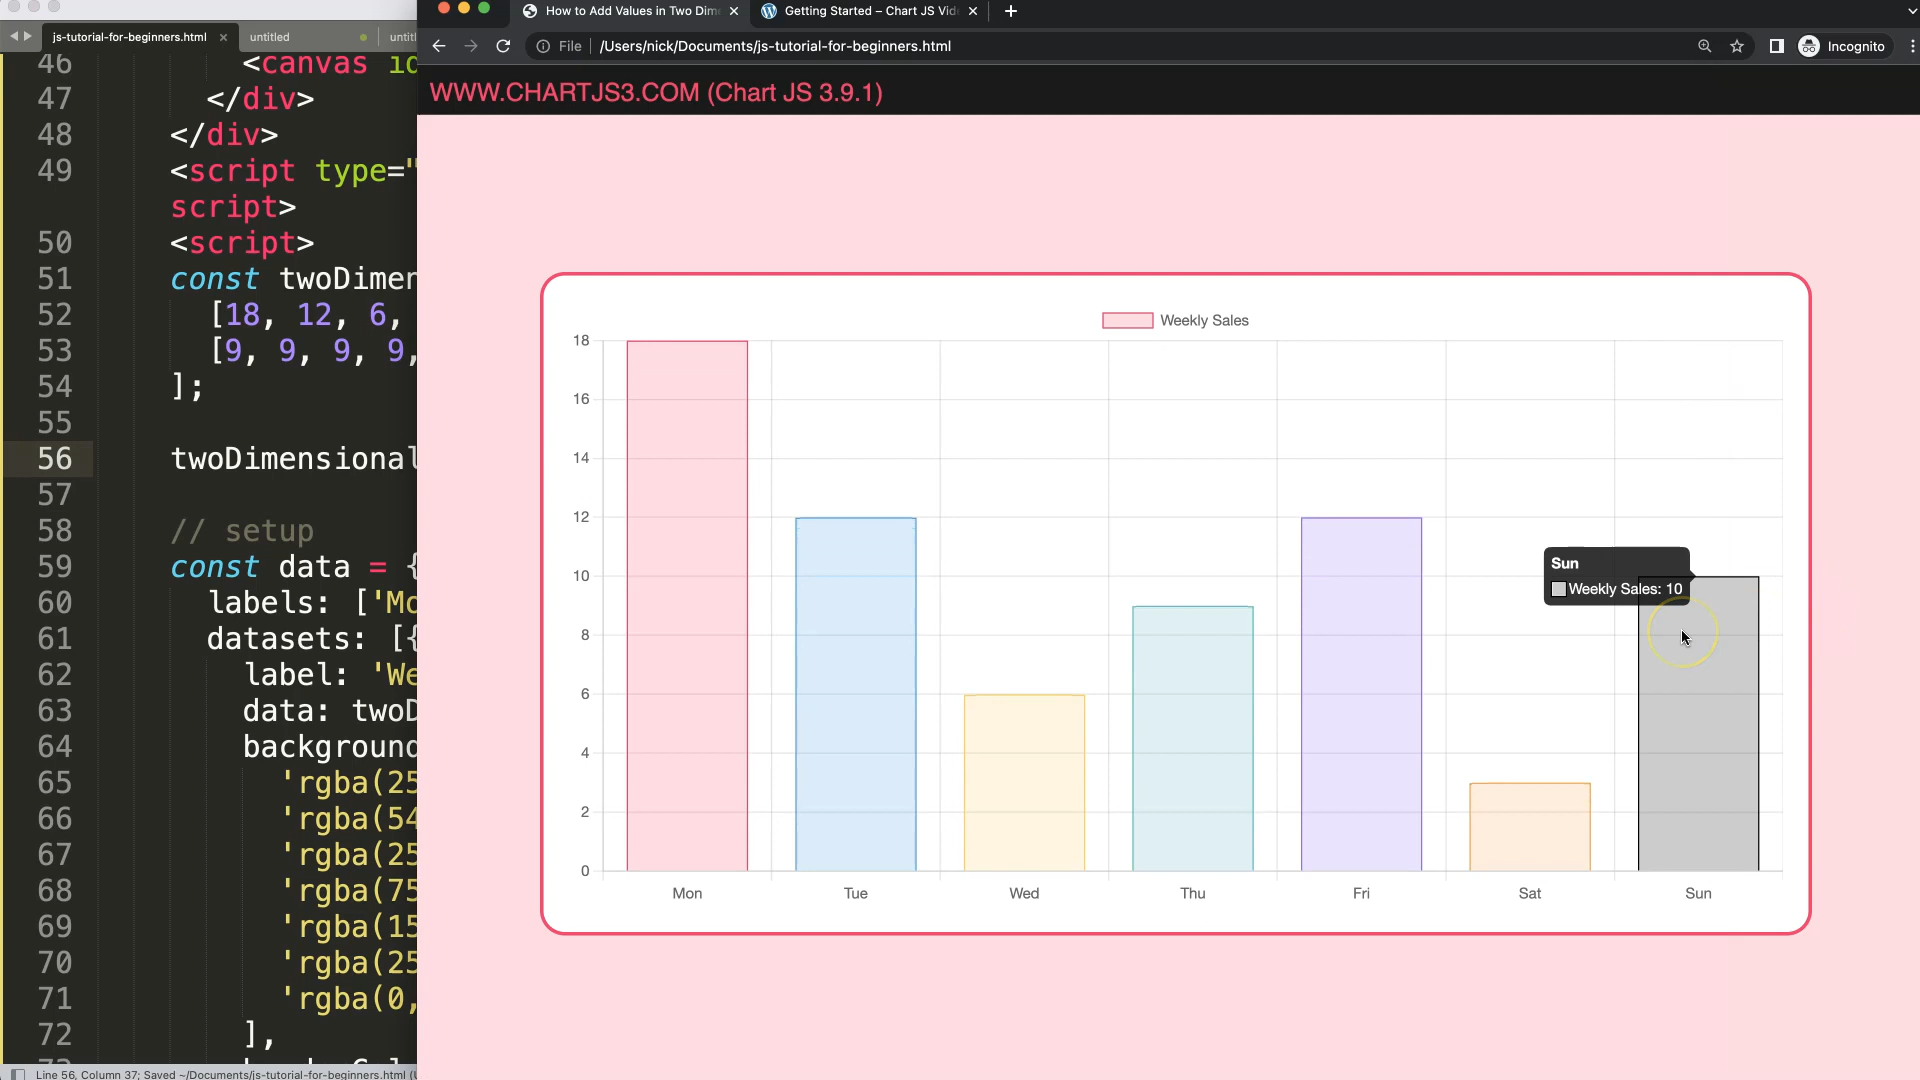 js-tutorial-for-beginners.html
untitled
How to Add Values in Two Dim
Getting Started – Chart JS Vid
File
/Users/nick/Documents/js-tutorial-for-beginners.html
Incognito
46 <canvas id
47 </div>
48 </div>
49 <script type="
script>
50 <script>
51 const twoDimen
52 [18, 12, 6,
53 [9, 9, 9, 9,
54 ];
55
56 twoDimensional
57
58 // setup
59 const data = {
60 labels: ['Mo
61 datasets: [{
62 label: 'We
63 data: twoD
64 background
65 'rgba(25
66 'rgba(54
67 'rgba(25
68 'rgba(75
69 'rgba(15
70 'rgba(25
71 'rgba(0,
72 ],
Line 56, Column 37; Saved ~/Documents/js-tutorial-for-beginners.html
WWW.CHARTJS3.COM (Chart JS 3.9.1)
Weekly Sales
18
16
14
12
10
8
6
4
2
0
Sun
Weekly Sales: 10
Mon Tue Wed Thu Fri Sat Sun